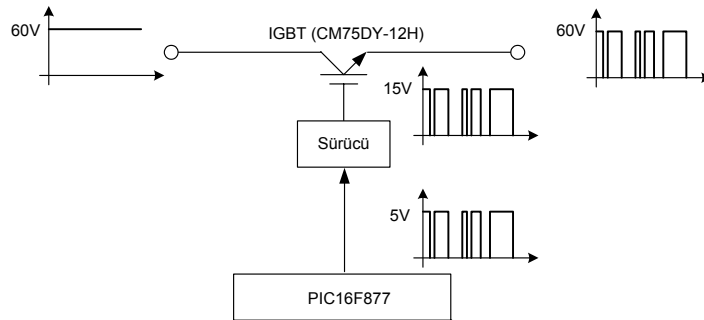 60V
IGBT (CM75DY-12H)
60V
15V
Sürücü
5V
PIC16F877